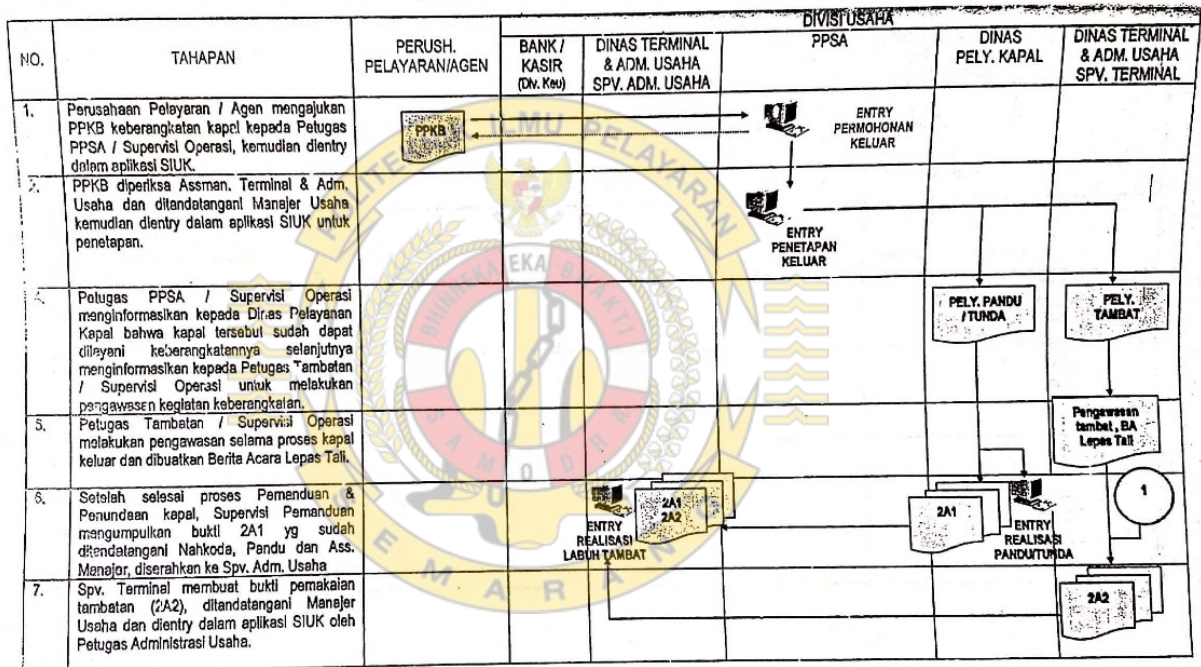 DIVISI USAHA
NO.
TAHAPAN
PERUSH.
PELAYARAN/AGEN
BANK /
KASIR
(Div. Keu)
DINAS TERMINAL
& ADM. USAHA
SPV. ADM. USAHA
PPSA
DINAS
PELY. KAPAL
DINAS TERMINAL
& ADM. USAHA
SPV. TERMINAL
1.
Perusahaan Pelayaran / Agen mengajukan
PPKB keberangkatan kapal kepada Petugas
PPSA / Supervisi Operasi, kemudian dientry
dalam aplikasi SIUK.
PPKB
ENTRY
PERMOHONAN
KELUAR
2.
PPKB diperiksa Assman. Terminal & Adm.
Usaha dan ditandatangani Manajer Usaha
kemudian dientry dalam aplikasi SIUK untuk
penetapan.
ENTRY
PENETAPAN
KELUAR
Petugas PPSA / Supervisi Operasi
menginformasikan kepada Dinas Pelayanan
Kapal bahwa kapal tersebut sudah dapat
dilayani keberangkatannya selanjutnya
menginformasikan kepada Petugas Tambatan
/ Supervisi Operasi untuk melakukan
pengawasan kegiatan keberangkatan.
PELY. PANDU
/ TUNDA
PELY.
TAMBAT
5.
Petugas Tambatan / Supervisi Operasi
melakukan pengawasan selama proses kapal
keluar dan dibuatkan Berita Acara Lepas Tali.
Pengawasan
tambat, BA
Lepas Tali
6.
Setelah selesai proses Pemanduan &
Penundaan kapal, Supervisi Pemanduan
mengumpulkan bukti 2A1 yg sudah
ditandatangani Nahkoda, Pandu dan Ass.
Manajer, diserahkan ke Spv. Adm. Usaha
ENTRY
REALISASI
LABUH TAMBAT
2A1
2A2
2A1
ENTRY
REALISASI
PANDU/TUNDA
1
7.
Spv. Terminal membuat bukti pemakaian
tambatan (2A2), ditandatangani Manajer
Usaha dan dientry dalam aplikasi SIUK oleh
Petugas Administrasi Usaha.
2A2
POLITEKNIK ILMU PELAYARAN
SEMARANG
BHINNEKA EKA BHAKTI
SAMODRA